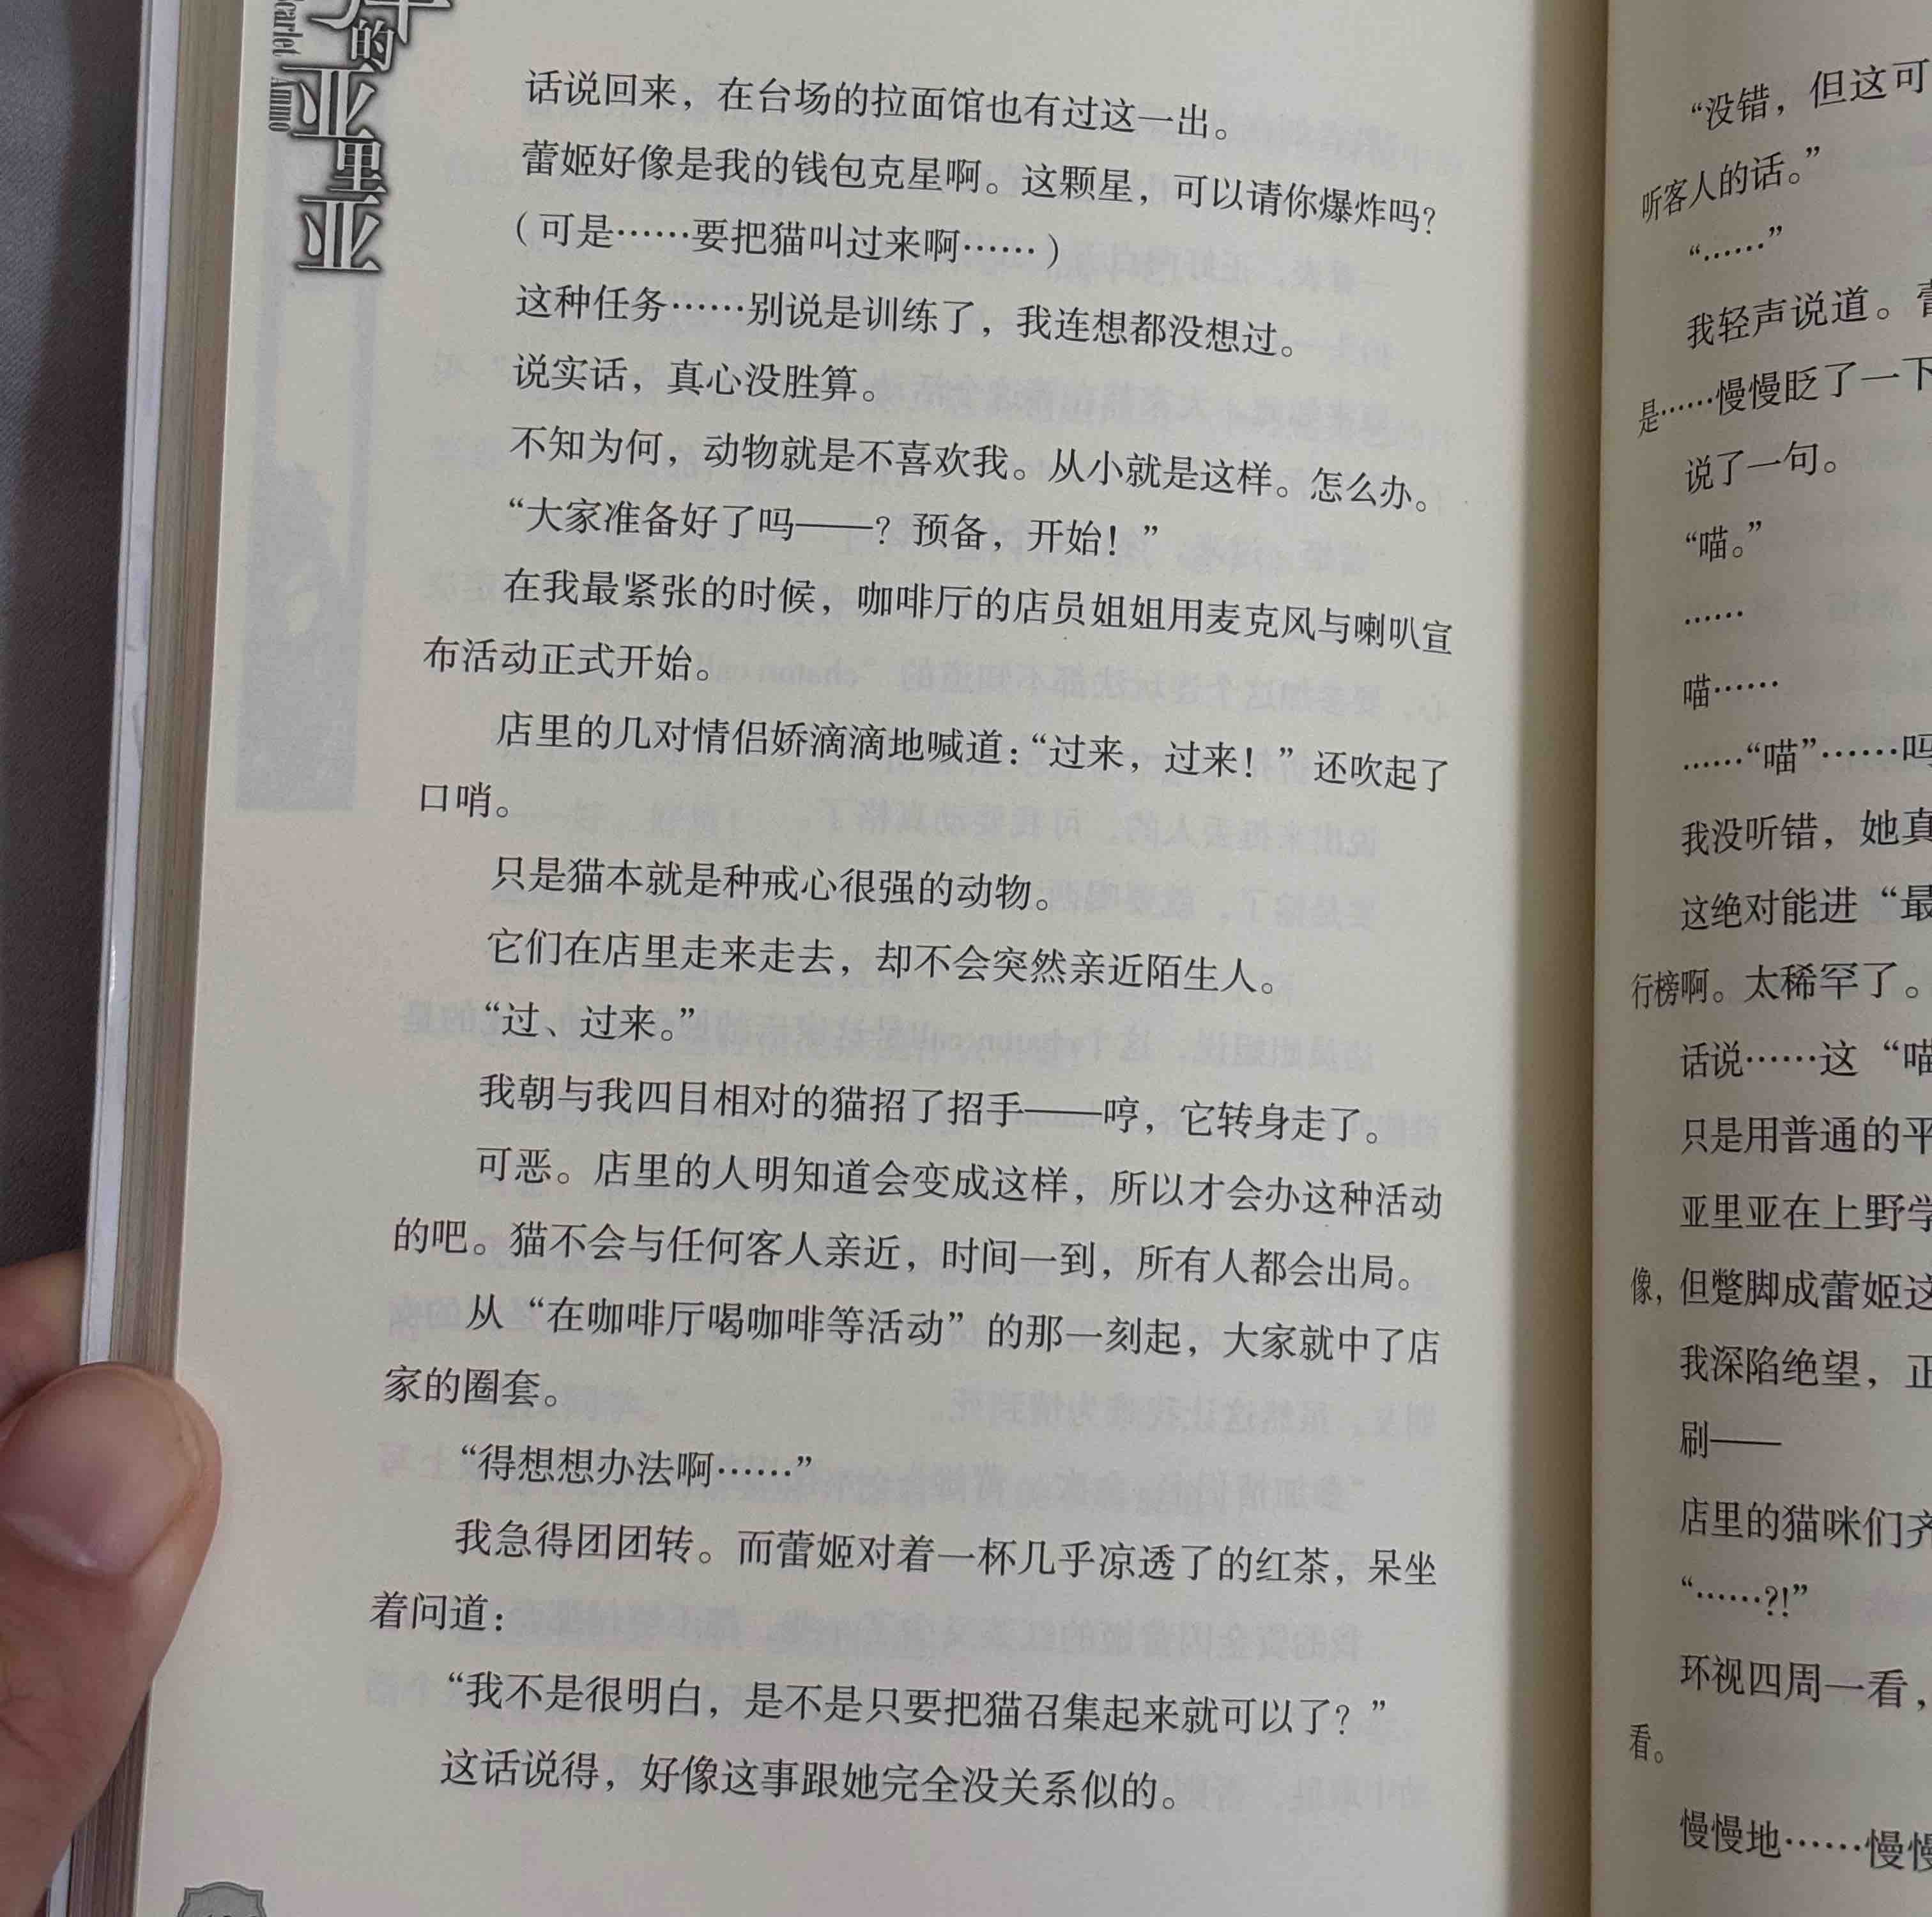 的
亚
里
亚
Scarlet Ammo
话说回来，在台场的拉面馆也有过这一出。
蕾姬好像是我的钱包克星啊。这颗星，可以请你爆炸吗？
（可是……要把猫叫过来啊……）
这种任务……别说是训练了，我连想都没想过。
说实话，真心没胜算。
不知为何，动物就是不喜欢我。从小就是这样。怎么办。
“大家准备好了吗——？预备，开始！”
在我最紧张的时候，咖啡厅的店员姐姐用麦克风与喇叭宣
布活动正式开始。
店里的几对情侣娇滴滴地喊道：“过来，过来！”还吹起了
口哨。
只是猫本就是种戒心很强的动物。
它们在店里走来走去，却不会突然亲近陌生人。
“过、过来。”
我朝与我四目相对的猫招了招手——哼，它转身走了。
可恶。店里的人明知道会变成这样，所以才会办这种活动
的吧。猫不会与任何客人亲近，时间一到，所有人都会出局。
从“在咖啡厅喝咖啡等活动”的那一刻起，大家就中了店
家的圈套。
“得想想办法啊……”
我急得团团转。而蕾姬对着一杯几乎凉透了的红茶，呆坐
着问道：
“我不是很明白，是不是只要把猫召集起来就可以了？”
这话说得，好像这事跟她完全没关系似的。
“没错，但这可
听客人的话。”
“……”
我轻声说道。
是……慢慢眨了一下
说了一句。
“喵。”
……
喵……
……“喵”……吗
我没听错，她真
这绝对能进“最
行榜啊。太稀罕了。
话说……这“喵
只是用普通的平
亚里亚在上野学
像，但蹩脚成蕾姬这
我深陷绝望，正
刷——
店里的猫咪们齐
“……?!”
环视四周一看，
看。
慢慢地……慢慢